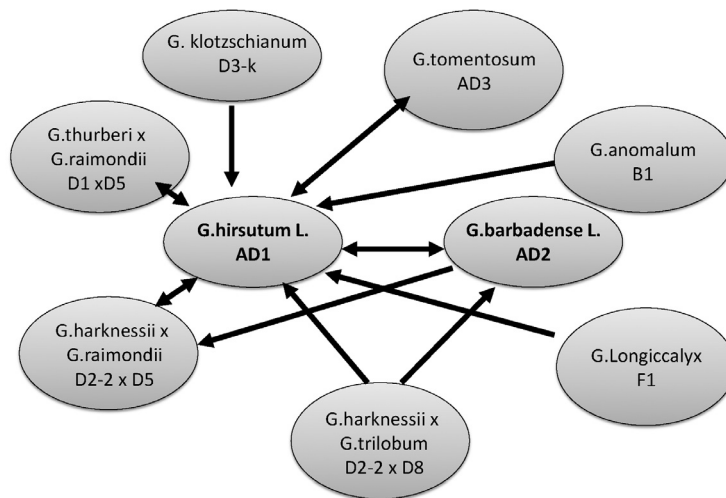 G. klotzschianum
D3-k
G.tomentosum
AD3
G.thurberi x
G.raimondii
D1 xD5
G.anomalum
B1
G.hirsutum L.
AD1
G.barbadense L.
AD2
G.harknessii x
G.raimondii
D2-2 x D5
G.Longiccalyx
F1
G.harknessii x
G.trilobum
D2-2 x D8